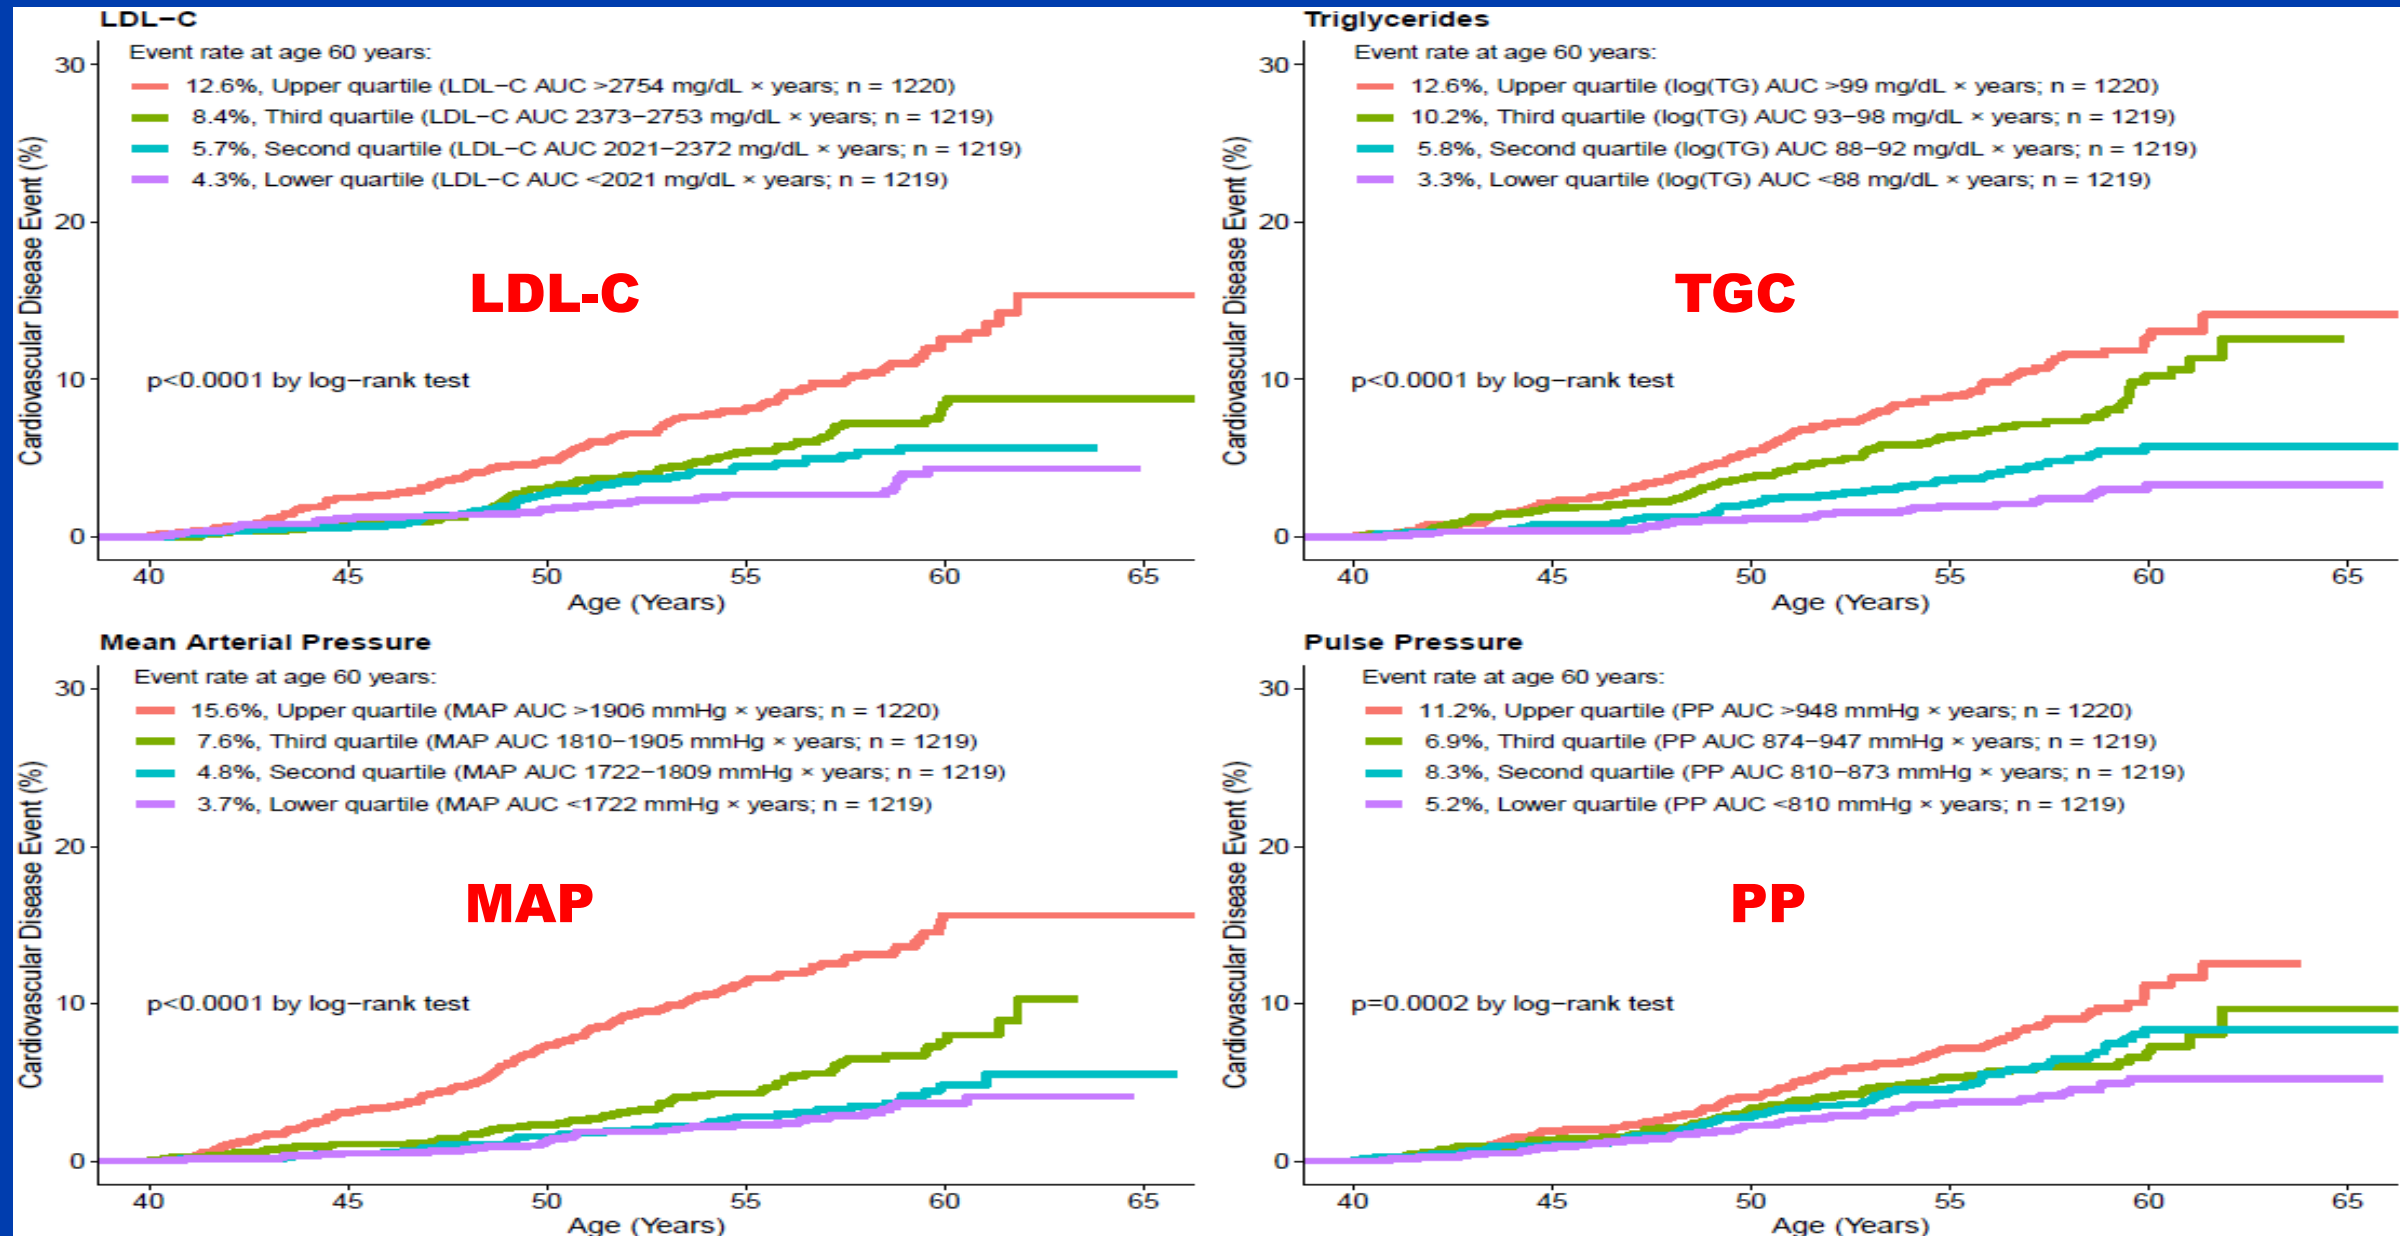 LDL−C
Event rate at age 60 years:
12.6%, Upper quartile (LDL−C AUC >2754 mg/dL × years; n = 1220)
8.4%, Third quartile (LDL−C AUC 2373−2753 mg/dL × years; n = 1219)
5.7%, Second quartile (LDL−C AUC 2021−2372 mg/dL × years; n = 1219)
4.3%, Lower quartile (LDL−C AUC <2021 mg/dL × years; n = 1219)
Cardiovascular Disease Event (%)
30
20
10
0
LDL-C
p<0.0001 by log−rank test
40 45 50 55 60 65
Age (Years)
Triglycerides
Event rate at age 60 years:
12.6%, Upper quartile (log(TG) AUC >99 mg/dL × years; n = 1220)
10.2%, Third quartile (log(TG) AUC 93−98 mg/dL × years; n = 1219)
5.8%, Second quartile (log(TG) AUC 88−92 mg/dL × years; n = 1219)
3.3%, Lower quartile (log(TG) AUC <88 mg/dL × years; n = 1219)
Cardiovascular Disease Event (%)
30
20
10
0
TGC
p<0.0001 by log−rank test
40 45 50 55 60 65
Age (Years)
Mean Arterial Pressure
Event rate at age 60 years:
15.6%, Upper quartile (MAP AUC >1906 mmHg × years; n = 1220)
7.6%, Third quartile (MAP AUC 1810−1905 mmHg × years; n = 1219)
4.8%, Second quartile (MAP AUC 1722−1809 mmHg × years; n = 1219)
3.7%, Lower quartile (MAP AUC <1722 mmHg × years; n = 1219)
Cardiovascular Disease Event (%)
30
20
10
0
MAP
p<0.0001 by log−rank test
40 45 50 55 60 65
Age (Years)
Pulse Pressure
Event rate at age 60 years:
11.2%, Upper quartile (PP AUC >948 mmHg × years; n = 1220)
6.9%, Third quartile (PP AUC 874−947 mmHg × years; n = 1219)
8.3%, Second quartile (PP AUC 810−873 mmHg × years; n = 1219)
5.2%, Lower quartile (PP AUC <810 mmHg × years; n = 1219)
Cardiovascular Disease Event (%)
30
20
10
0
PP
p=0.0002 by log−rank test
40 45 50 55 60 65
Age (Years)